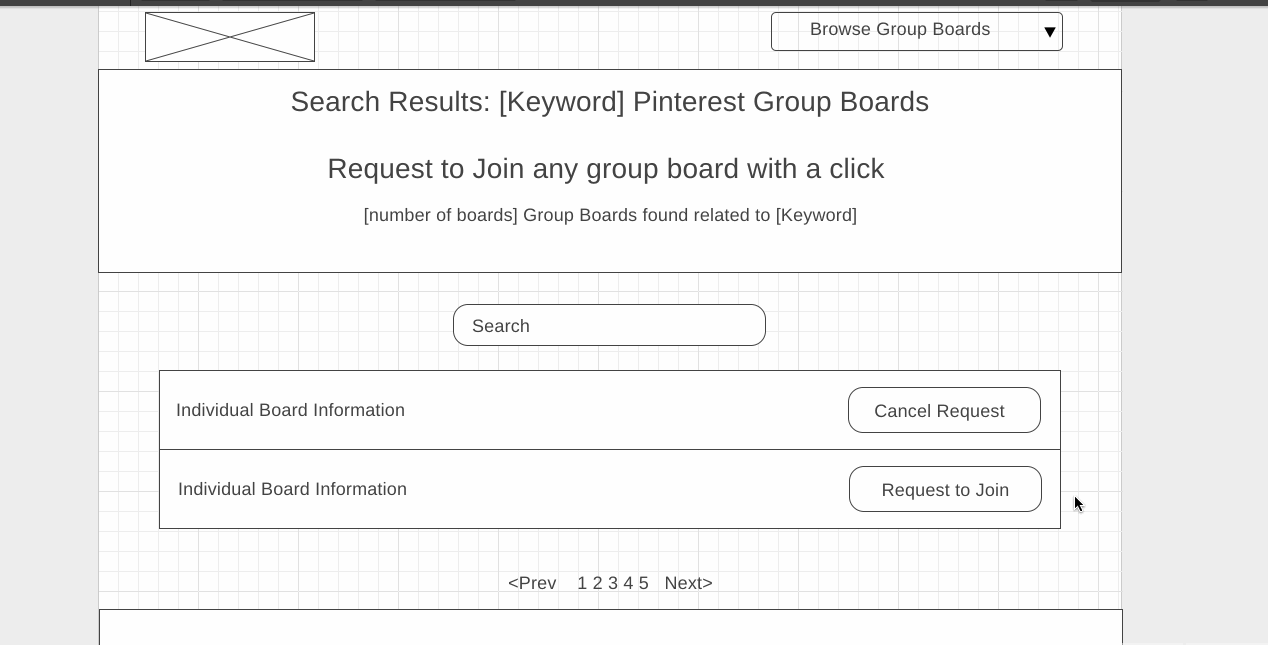 Browse Group Boards ▼
Search Results: [Keyword] Pinterest Group Boards
Request to Join any group board with a click
[number of boards] Group Boards found related to [Keyword]
Search
Individual Board Information Cancel Request
Individual Board Information Request to Join
<Prev 1 2 3 4 5 Next>